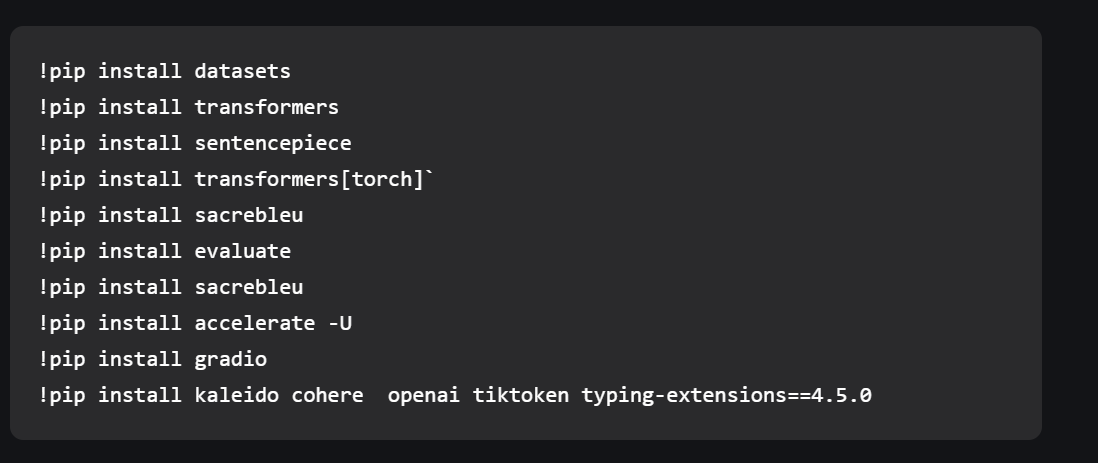 !pip install datasets
!pip install transformers
!pip install sentencepiece
!pip install transformers[torch]`
!pip install sacrebleu
!pip install evaluate
!pip install sacrebleu
!pip install accelerate -U
!pip install gradio
!pip install kaleido cohere  openai tiktoken typing-extensions==4.5.0